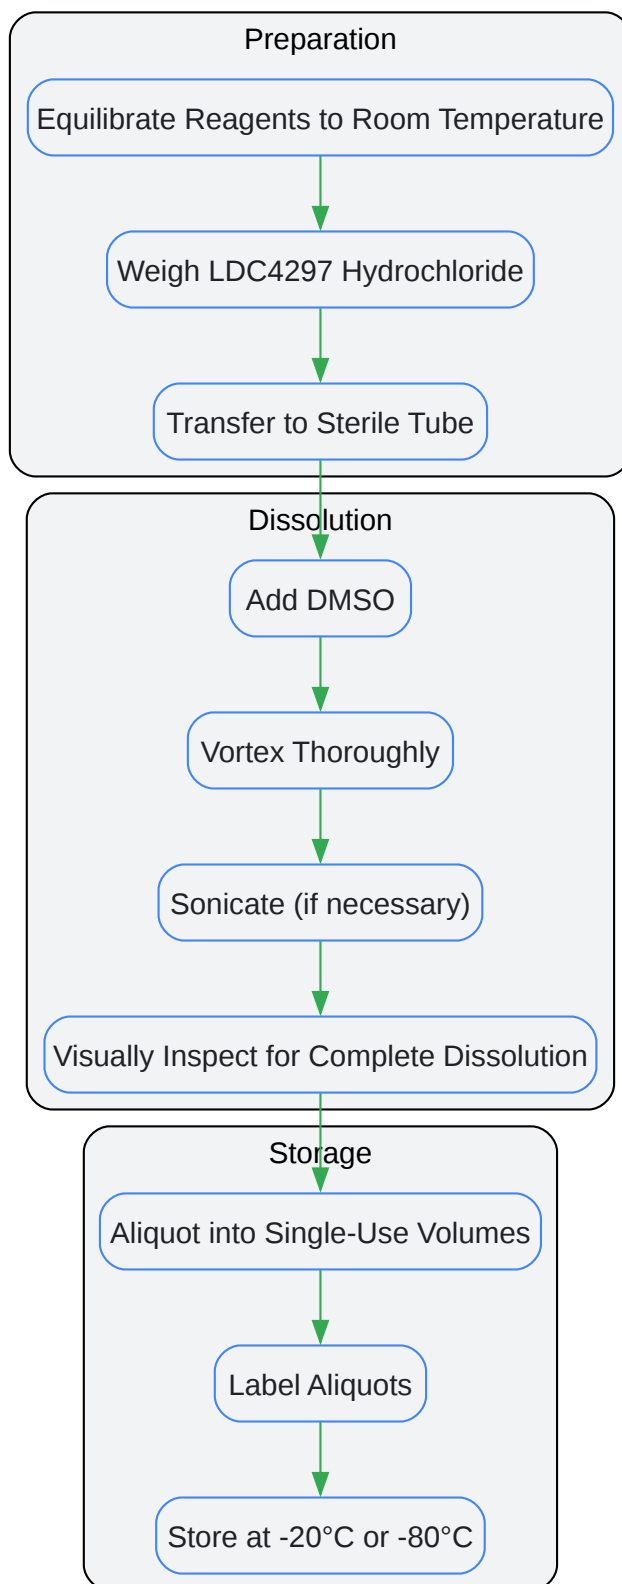 Preparation
Equilibrate Reagents to Room Temperature
Weigh LDC4297 Hydrochloride
Transfer to Sterile Tube
Dissolution
Add DMSO
Vortex Thoroughly
Sonicate (if necessary)
Visually Inspect for Complete Dissolution
Storage
Aliquot into Single-Use Volumes
Label Aliquots
Store at -20°C or -80°C